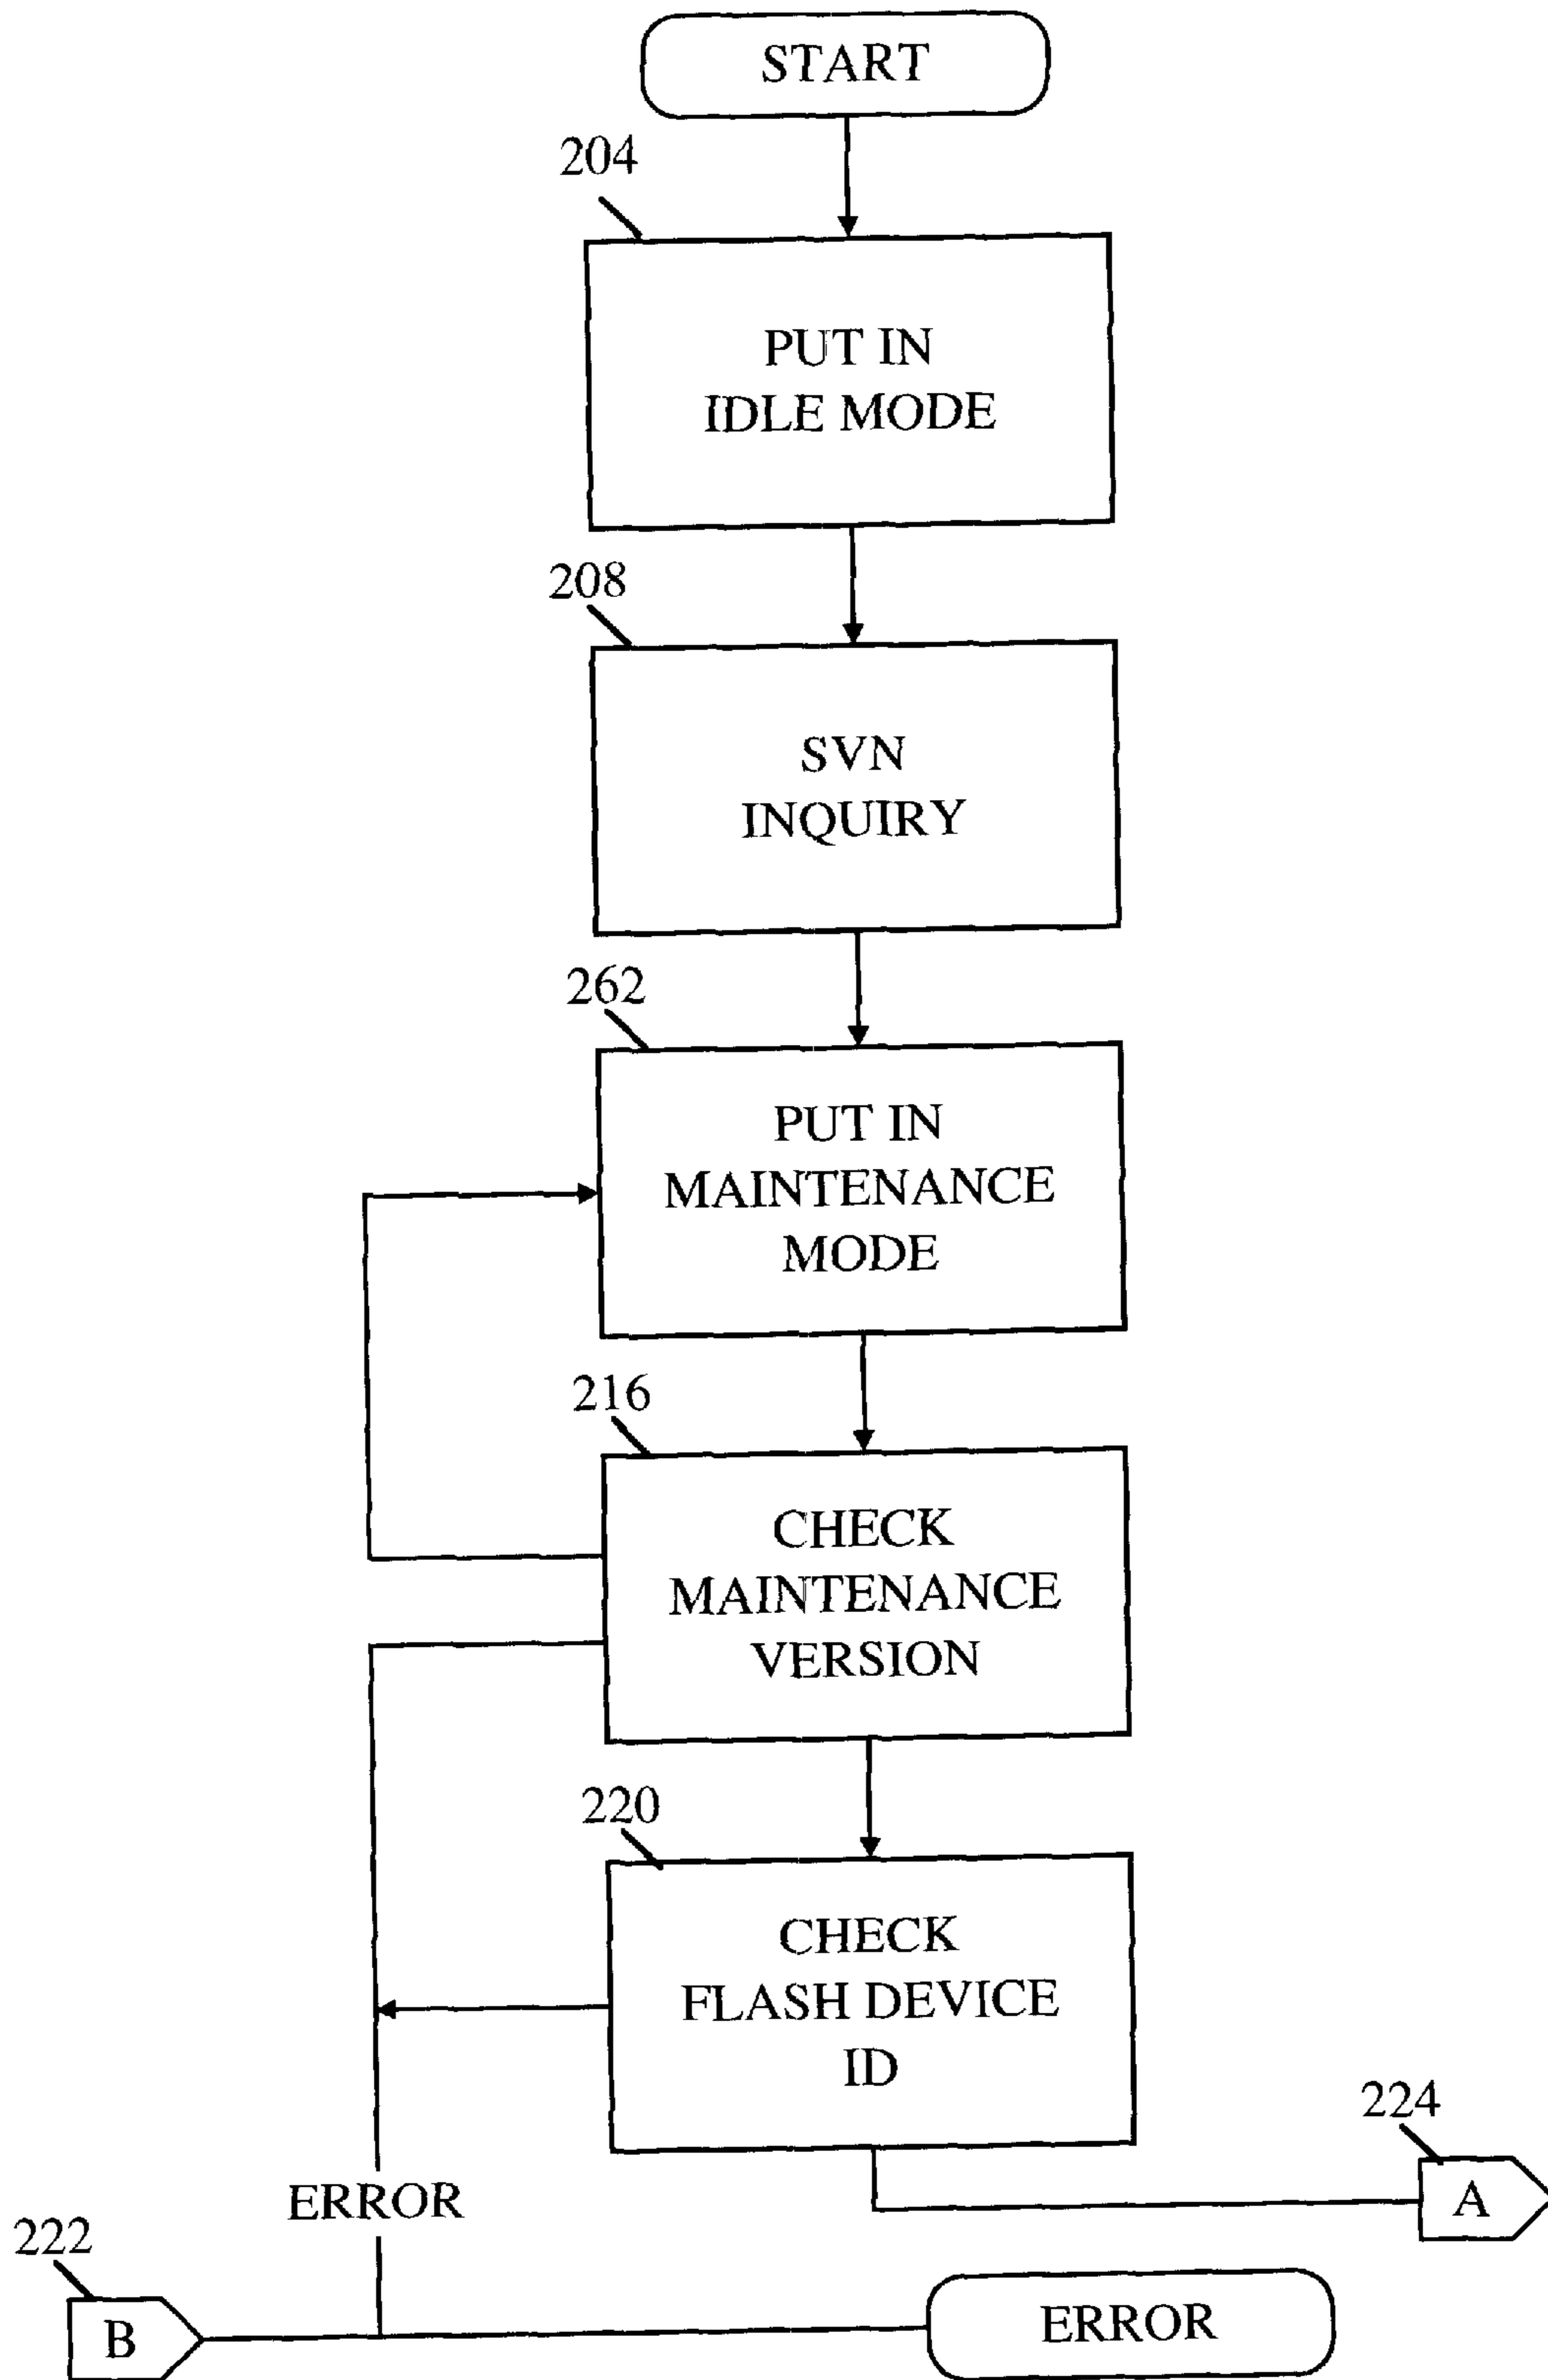 START
204
PUT IN
IDLE MODE
208
SVN
INQUIRY
262
PUT IN
MAINTENANCE
MODE
216
CHECK
MAINTENANCE
VERSION
220
CHECK
FLASH DEVICE
ID
224
A
ERROR
222
B
ERROR